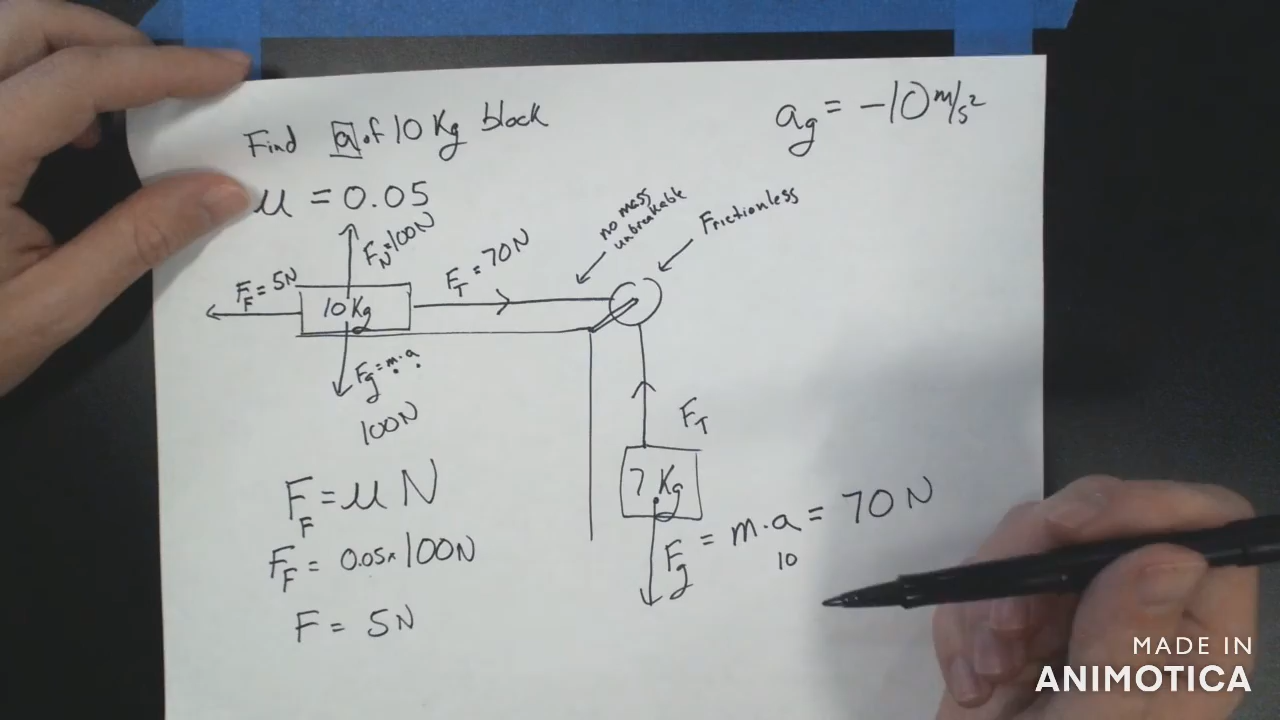 Find a of 10 Kg block
a_g = -10 m/s²
μ = 0.05
no mass
unbreakable
Frictionless
F_N = 100N
F_T = 70N
F_F = 5N
10 Kg
F_g = m·a
100N
F_T
7 Kg
F_F = μ N
F_g = m·a = 70 N
10
F_F = 0.05 x 100N
F = 5N
MADE IN
ANIMOTICA